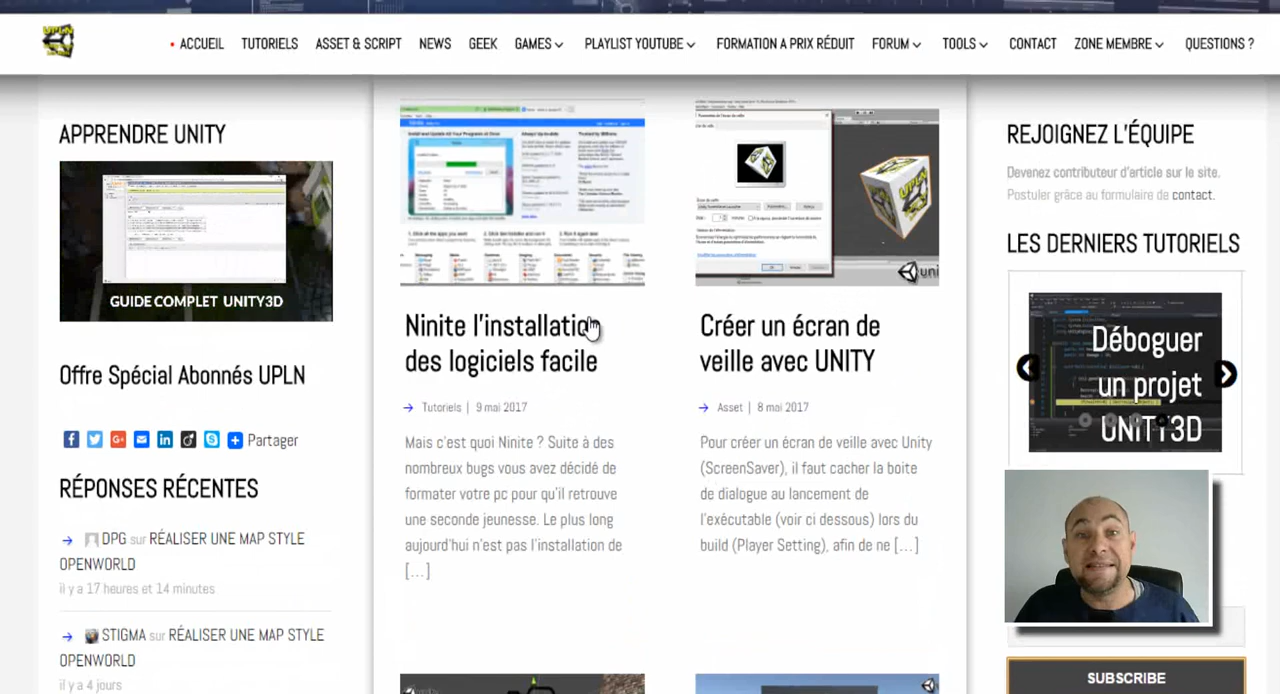 UPLN
ACCUEIL TUTORIELS ASSET & SCRIPT NEWS GEEK GAMES PLAYLIST YOUTUBE FORMATION A PRIX RÉDUIT FORUM TOOLS CONTACT ZONE MEMBRE QUESTIONS ?
APPRENDRE UNITY
GUIDE COMPLET UNITY3D
Offre Spécial Abonnés UPLN
Partager
RÉPONSES RÉCENTES
DPG sur RÉALISER UNE MAP STYLE
OPENWORLD
il y a 17 heures et 14 minutes
STIGMA sur RÉALISER UNE MAP STYLE
OPENWORLD
il y a 4 jours
Ninite l'installation
des logiciels facile
Tutoriels | 9 mai 2017
Mais c'est quoi Ninite ? Suite à des
nombreux bugs vous avez décidé de
formater votre pc pour qu'il retrouve
une seconde jeunesse. Le plus long
aujourd'hui n'est pas l'installation de
[...]
UPLN
uni
Créer un écran de
veille avec UNITY
Asset | 8 mai 2017
Pour créer un écran de veille avec Unity
(ScreenSaver), il faut cacher la boite
de dialogue au lancement de
l'exécutable (voir ci dessous) lors du
build (Player Setting), afin de ne [...]
REJOIGNEZ L'ÉQUIPE
Devenez contributeur d'article sur le site.
Postuler grâce au formulaire de contact.
LES DERNIERS TUTORIELS
Déboguer
un projet
UNITY3D
SUBSCRIBE